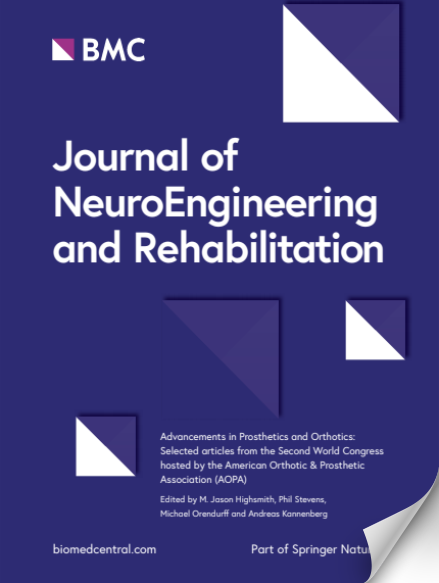 BMC
Journal of
NeuroEngineering
and Rehabilitation
Advancements in Prosthetics and Orthotics:
Selected articles from the Second World Congress
hosted by the American Orthotic & Prosthetic
Association (AOPA)
Edited by M. Jason Highsmith, Phil Stevens,
Michael Orendurff and Andreas Kannenberg
biomedcentral.com
Part of Springer Natur